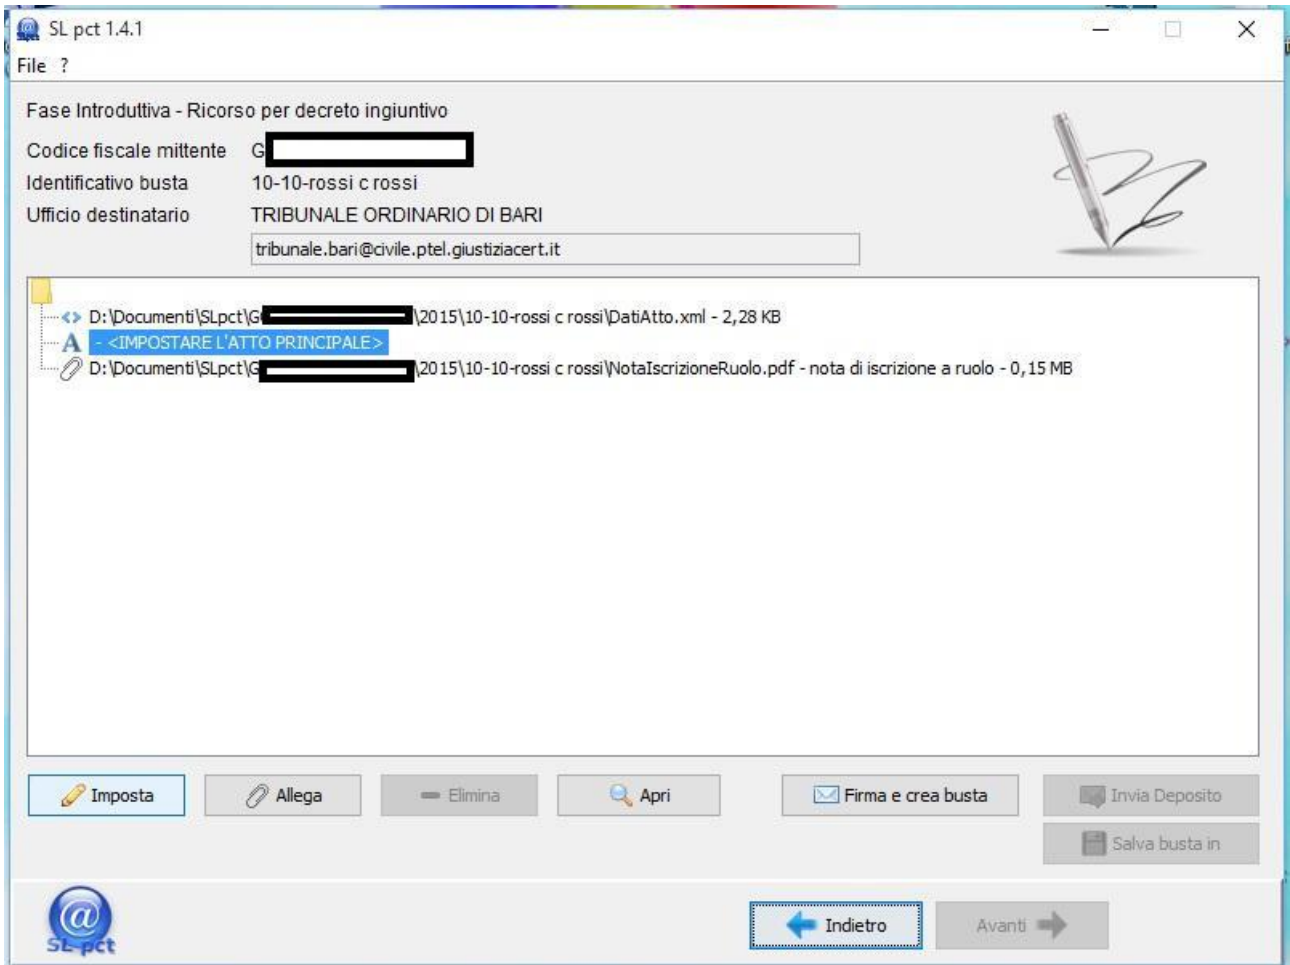 SL pct 1.4.1
File ?
Fase Introduttiva - Ricorso per decreto ingiuntivo
Codice fiscale mittente G
Identificativo busta 10-10-rossi c rossi
Ufficio destinatario TRIBUNALE ORDINARIO DI BARI
tribunale.bari@civile.ptel.giustiziacert.it
<> D:\Documenti\SLpct\G \2015\10-10-rossi c rossi\DatiAtto.xml - 2,28 KB
A - <IMPOSTARE L'ATTO PRINCIPALE>
D:\Documenti\SLpct\G \2015\10-10-rossi c rossi\NotaIscrizioneRuolo.pdf - nota di iscrizione a ruolo - 0,15 MB
Imposta Allega Elimina Apri Firma e crea busta Invia Deposito
Salva busta in
@ SL pct
Indietro Avanti